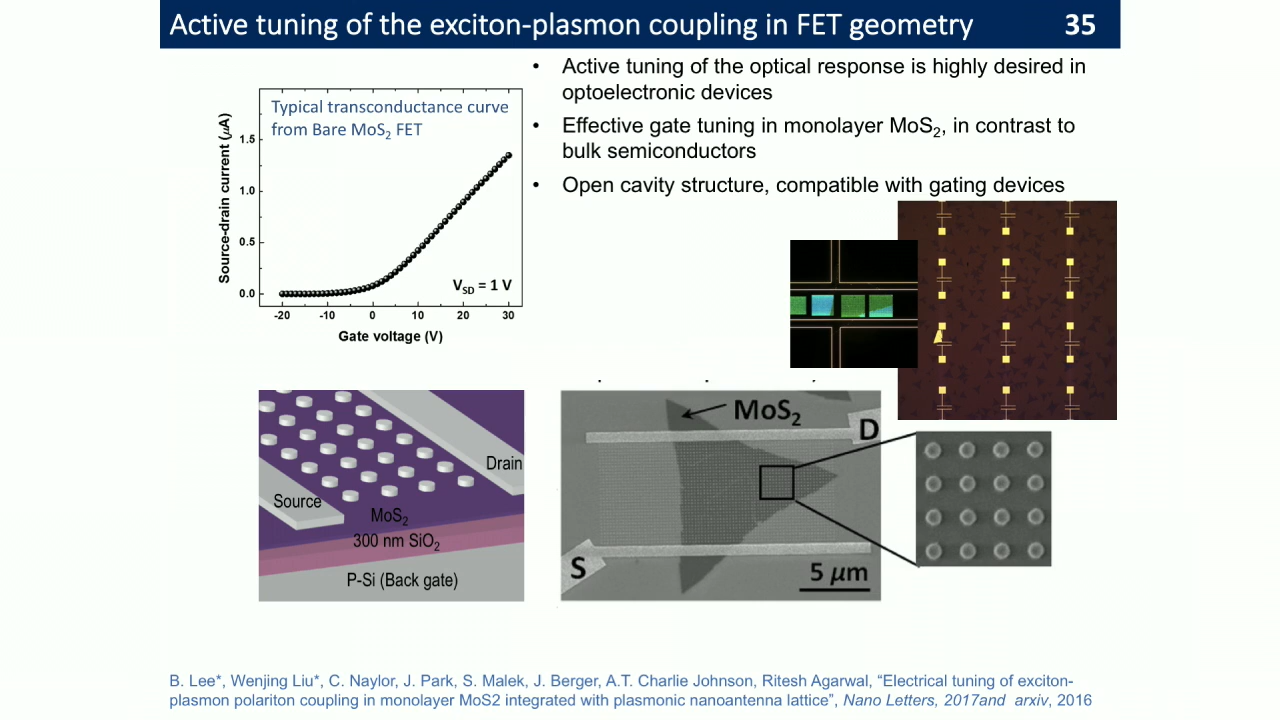 Active tuning of the exciton-plasmon coupling in FET geometry 35
• Active tuning of the optical response is highly desired in
optoelectronic devices
• Effective gate tuning in monolayer MoS₂, in contrast to
bulk semiconductors
• Open cavity structure, compatible with gating devices
Typical transconductance curve
from Bare MoS₂ FET
Source-drain current (μA)
1.5
1.0
0.5
0.0
V_SD = 1 V
-20 -10 0 10 20 30
Gate voltage (V)
Drain
Source
MoS₂
300 nm SiO₂
P-Si (Back gate)
MoS₂
D
S
5 μm
B. Lee*, Wenjing Liu*, C. Naylor, J. Park, S. Malek, J. Berger, A.T. Charlie Johnson, Ritesh Agarwal, “Electrical tuning of exciton-
plasmon polariton coupling in monolayer MoS2 integrated with plasmonic nanoantenna lattice”, Nano Letters, 2017and arxiv, 2016